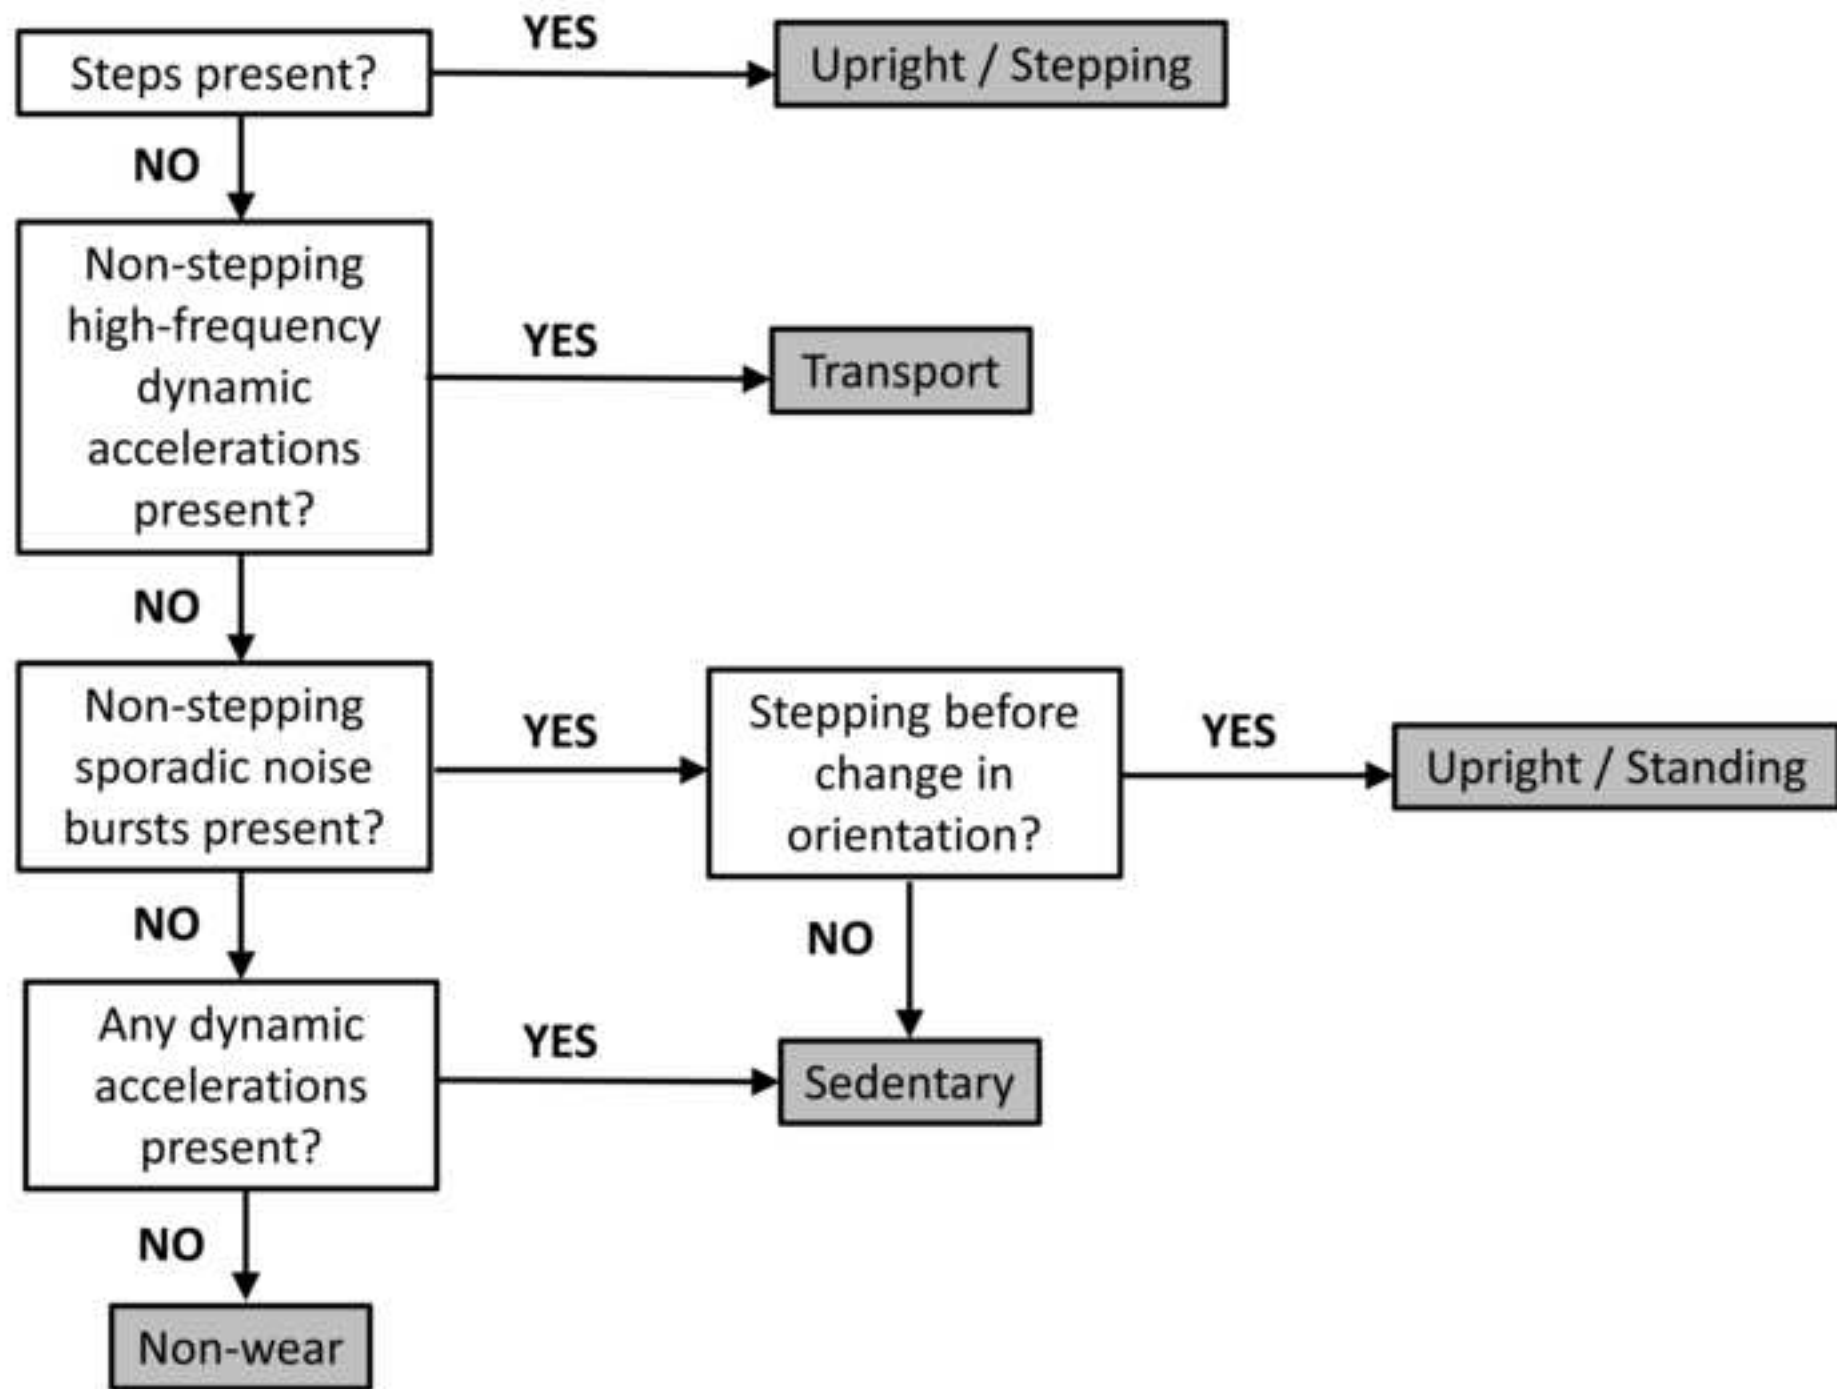 Steps present?
YES
Upright / Stepping
NO
Non-stepping
high-frequency
dynamic
accelerations
present?
YES
Transport
NO
Non-stepping
sporadic noise
bursts present?
YES
Stepping before
change in
orientation?
YES
Upright / Standing
NO
NO
Any dynamic
accelerations
present?
YES
Sedentary
NO
Non-wear